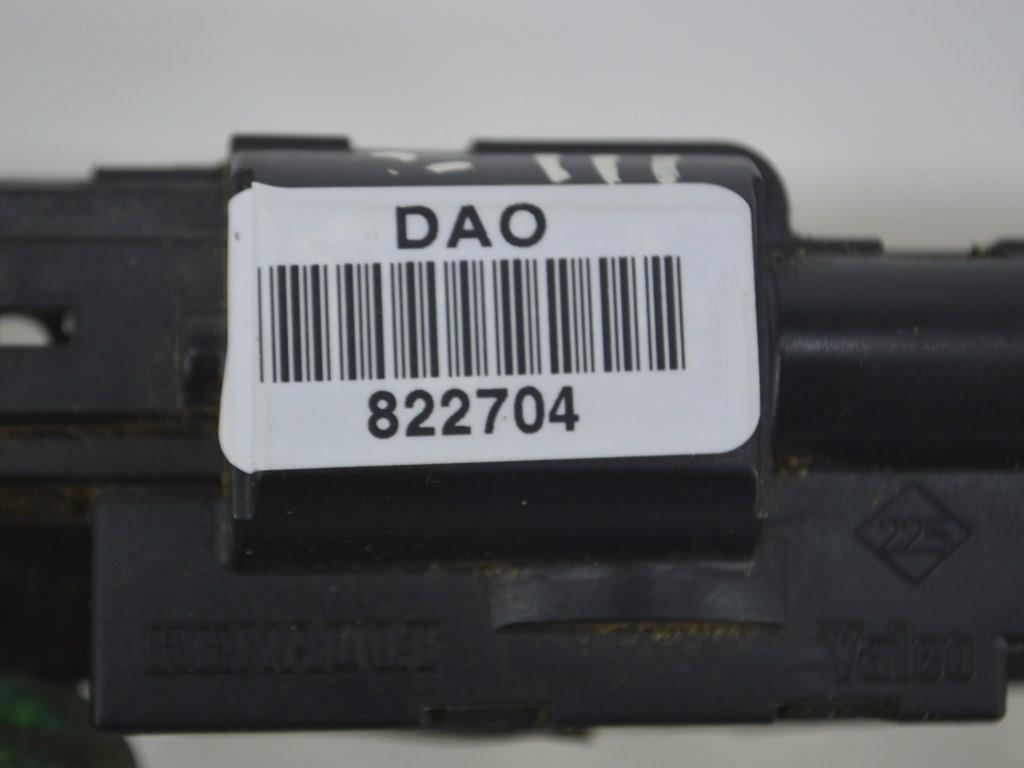 DAO
822704
225
RENAULT
Valeo